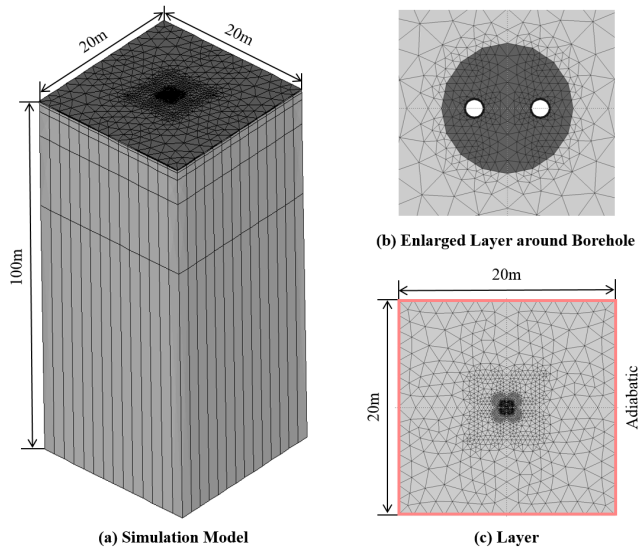 20m
20m
100m
(a) Simulation Model
(b) Enlarged Layer around Borehole
20m
20m
Adiabatic
(c) Layer